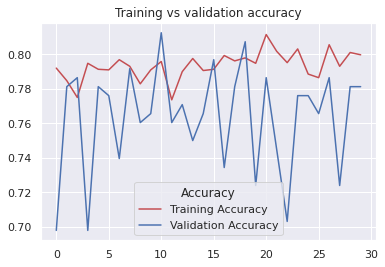 Training vs validation accuracy
0.80
0.78
0.76
0.74
0.72
0.70
Accuracy
Training Accuracy
Validation Accuracy
0 5 10 15 20 25 30